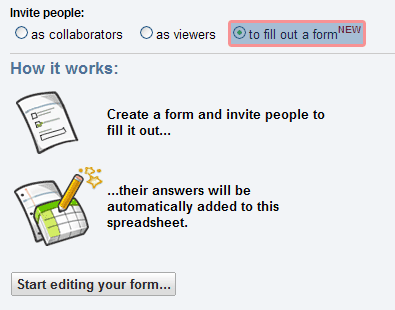 Invite people:
as collaborators as viewers to fill out a form NEW
How it works:
Create a form and invite people to
fill it out...
...their answers will be
automatically added to this
spreadsheet.
Start editing your form...